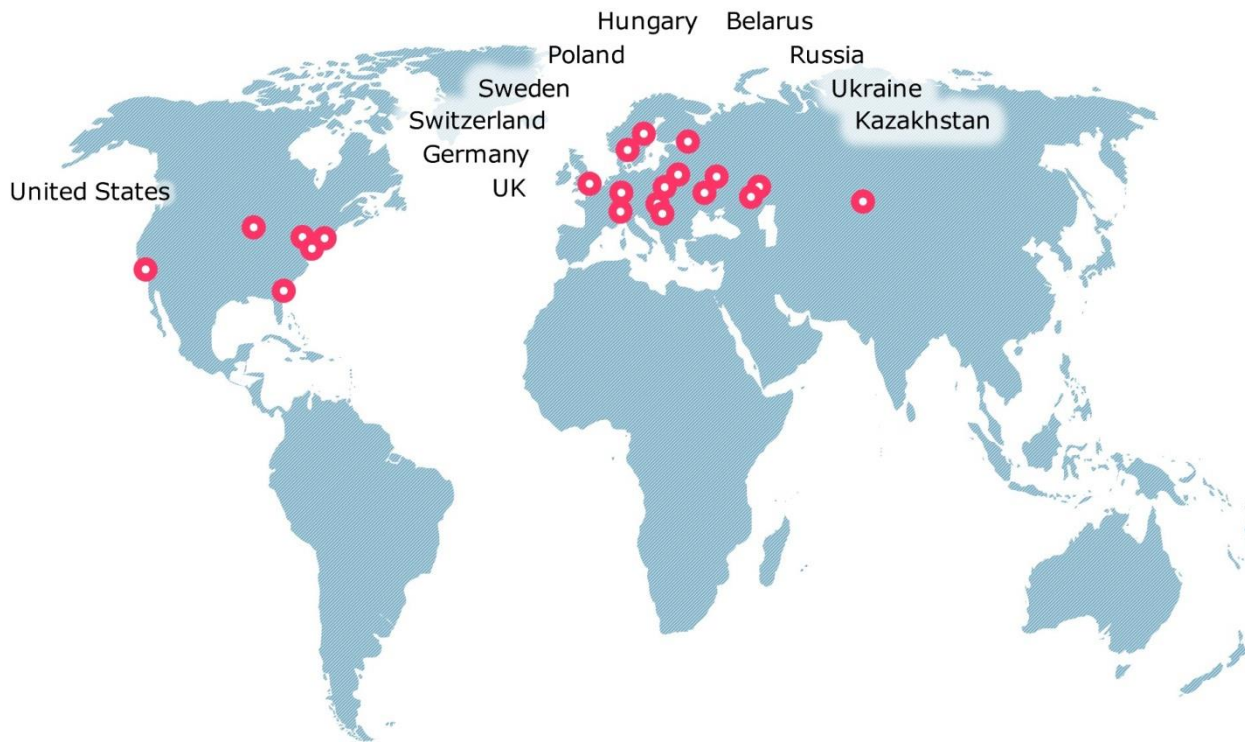 Hungary Belarus
Poland Russia
Sweden Ukraine
Switzerland Kazakhstan
Germany
UK
United States